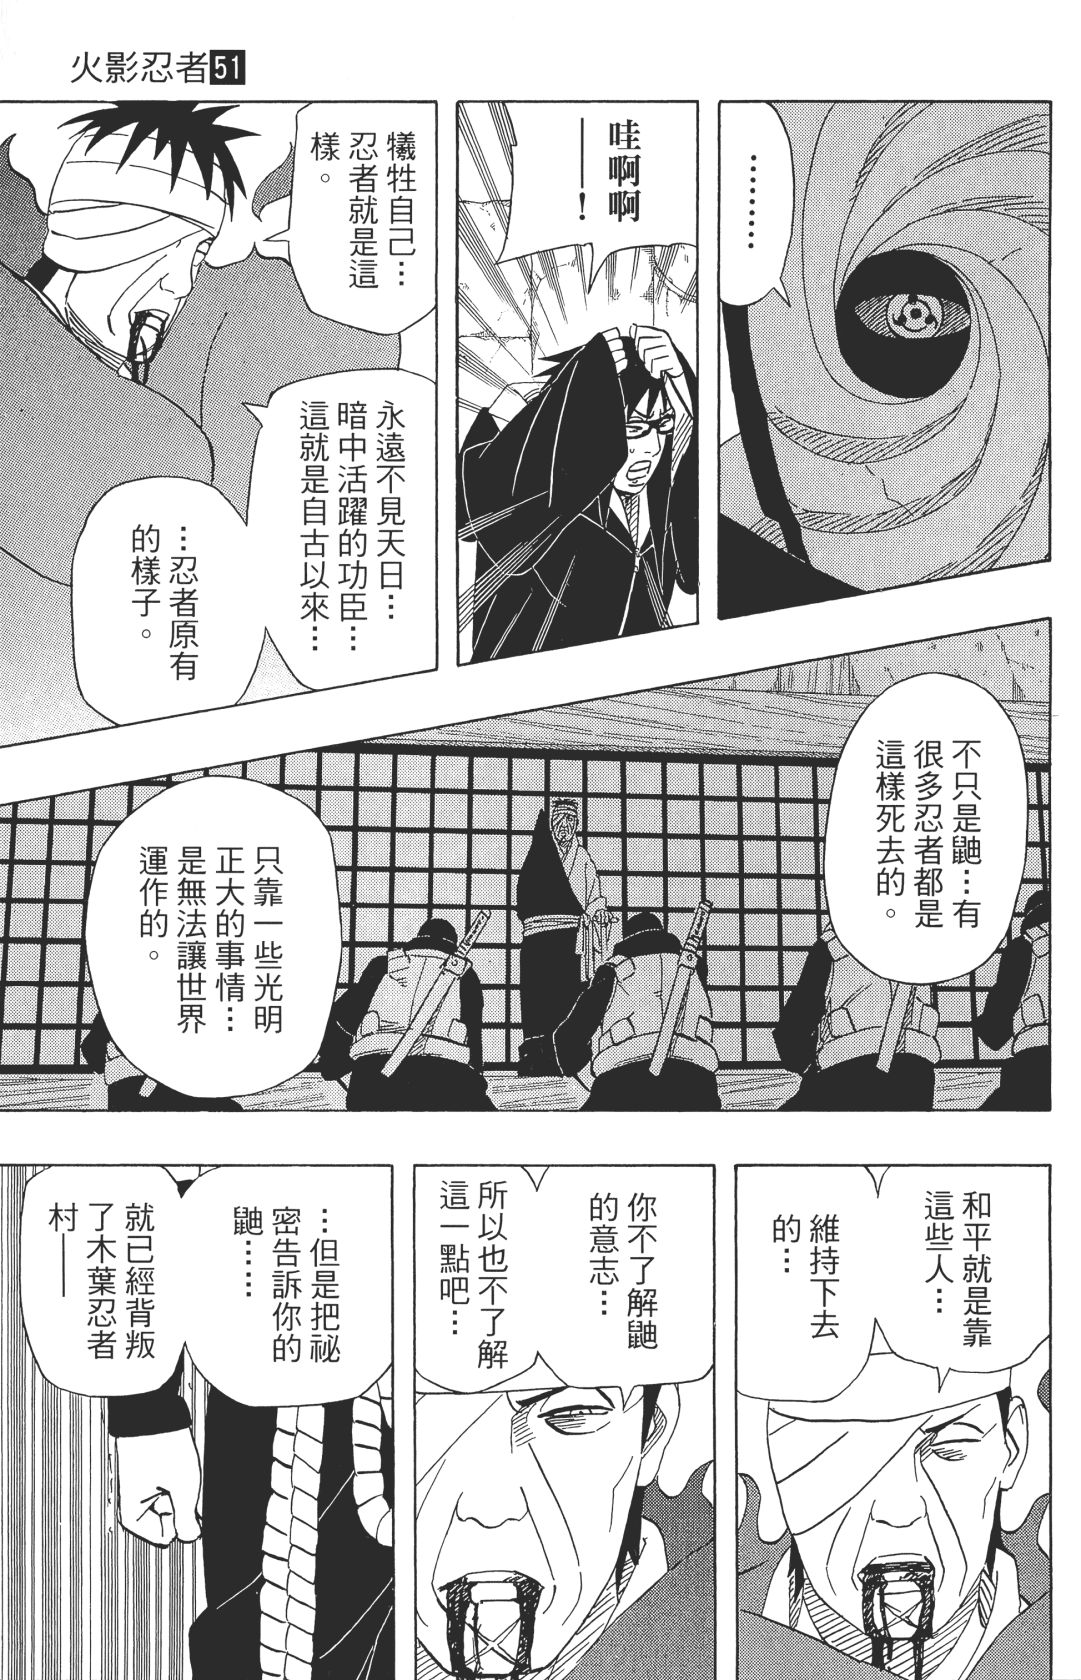 火影忍者51
………
哇啊啊
——！
犧牲自己…
忍者就是這
樣。
永遠不見天日…
暗中活躍的功臣…
這就是自古以來…
…忍者原有
的樣子。
不只是鼬…有
很多忍者都是
這樣死去的。
只靠一些光明
正大的事情…
是無法讓世界
運作的。
和平就是靠
這些人…
維持下去
的…
你不了解鼬
的意志…
所以也不了解
這一點吧…
…但是把祕
密告訴你的
鼬……
就已經背叛
了木葉忍者
村——